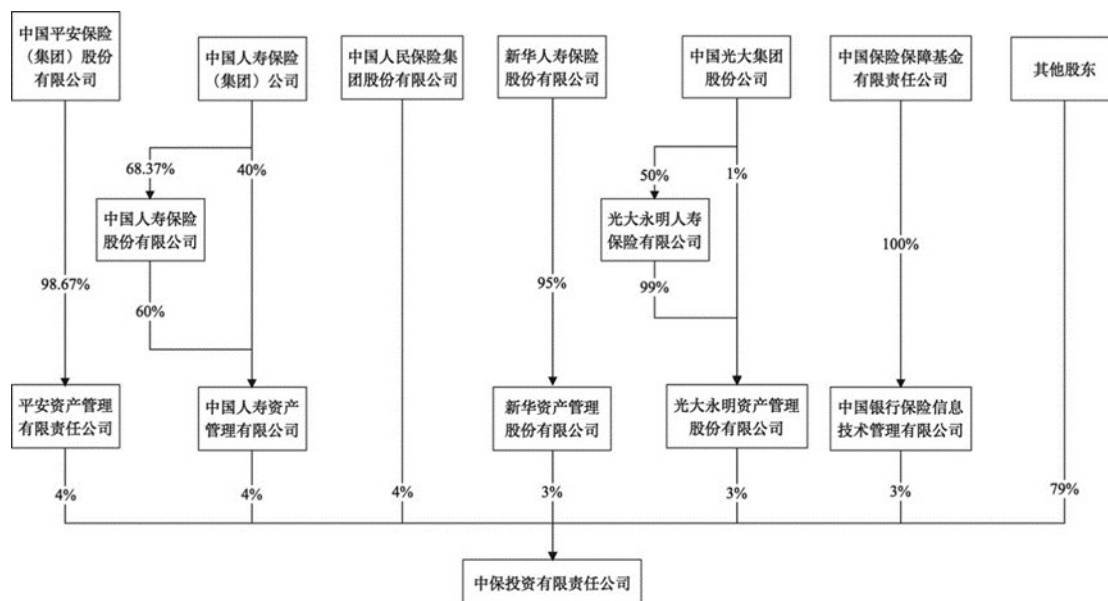 中国平安保险
（集团）股份
有限公司
中国人寿保险
（集团）公司
中国人民保险集
团股份有限公司
新华人寿保险
股份有限公司
中国光大集团
股份公司
中国保险保障基金
有限责任公司
其他股东
68.37%
40%
50%
1%
中国人寿保险
股份有限公司
光大永明人寿
保险有限公司
100%
98.67%
60%
95%
99%
平安资产管理
有限责任公司
中国人寿资产
管理有限公司
新华资产管理
股份有限公司
光大永明资产管理
股份有限公司
中国银行保险信息
技术管理有限公司
4%
4%
4%
3%
3%
3%
79%
中保投资有限责任公司